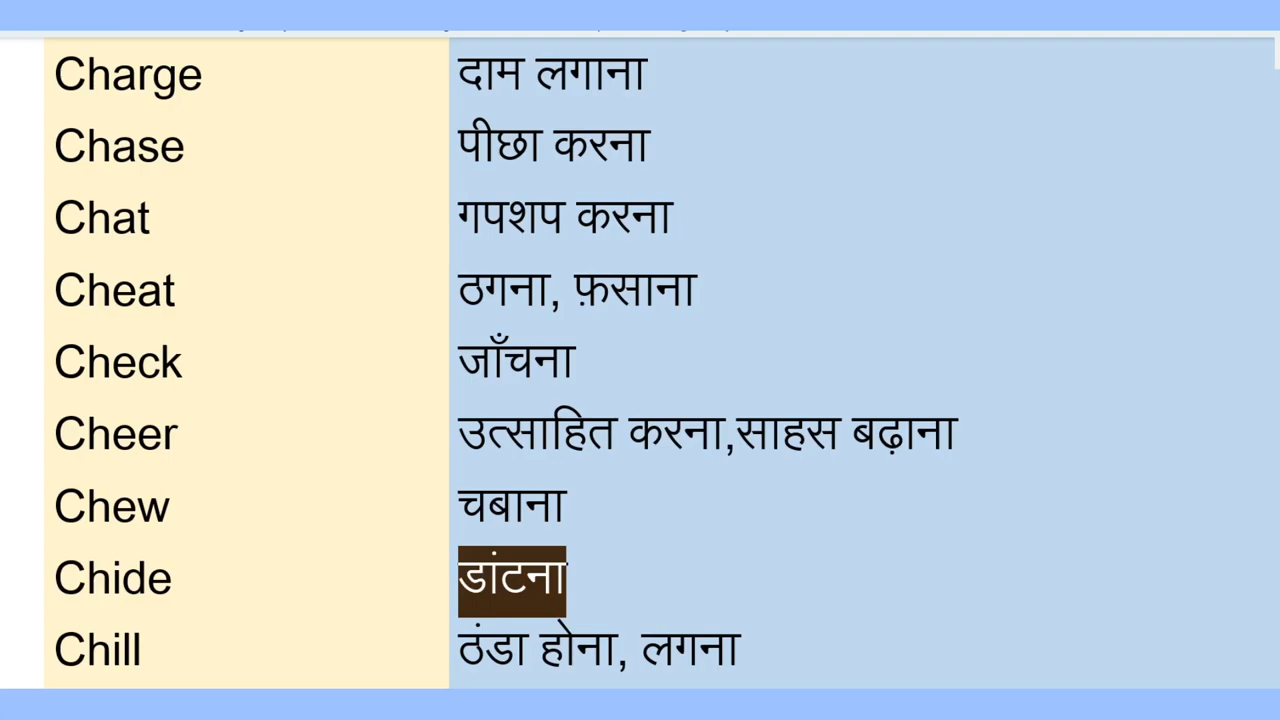 Charge दाम लगाना
Chase पीछा करना
Chat गपशप करना
Cheat ठगना, फ़साना
Check जाँचना
Cheer उत्साहित करना,साहस बढ़ाना
Chew चबाना
Chide डांटना
Chill ठंडा होना, लगना